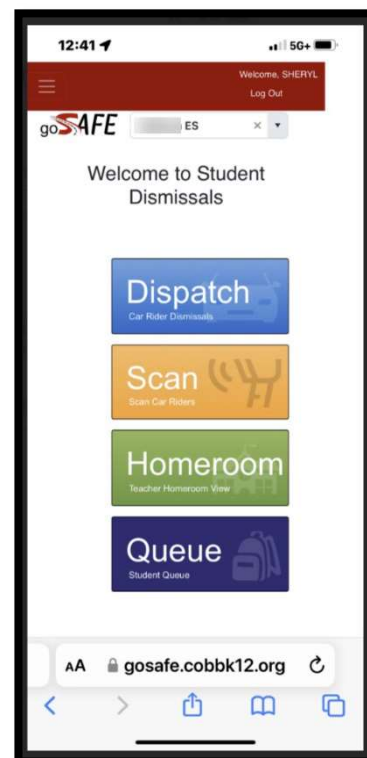 12:41
5G+
Welcome, SHERYL
Log Out
goSAFE
ES
Welcome to Student
Dismissals
Dispatch
Car Rider Dismissals
Scan
Scan Car Riders
Homeroom
Teacher Homeroom View
Queue
Student Queue
AA gosafe.cobbk12.org